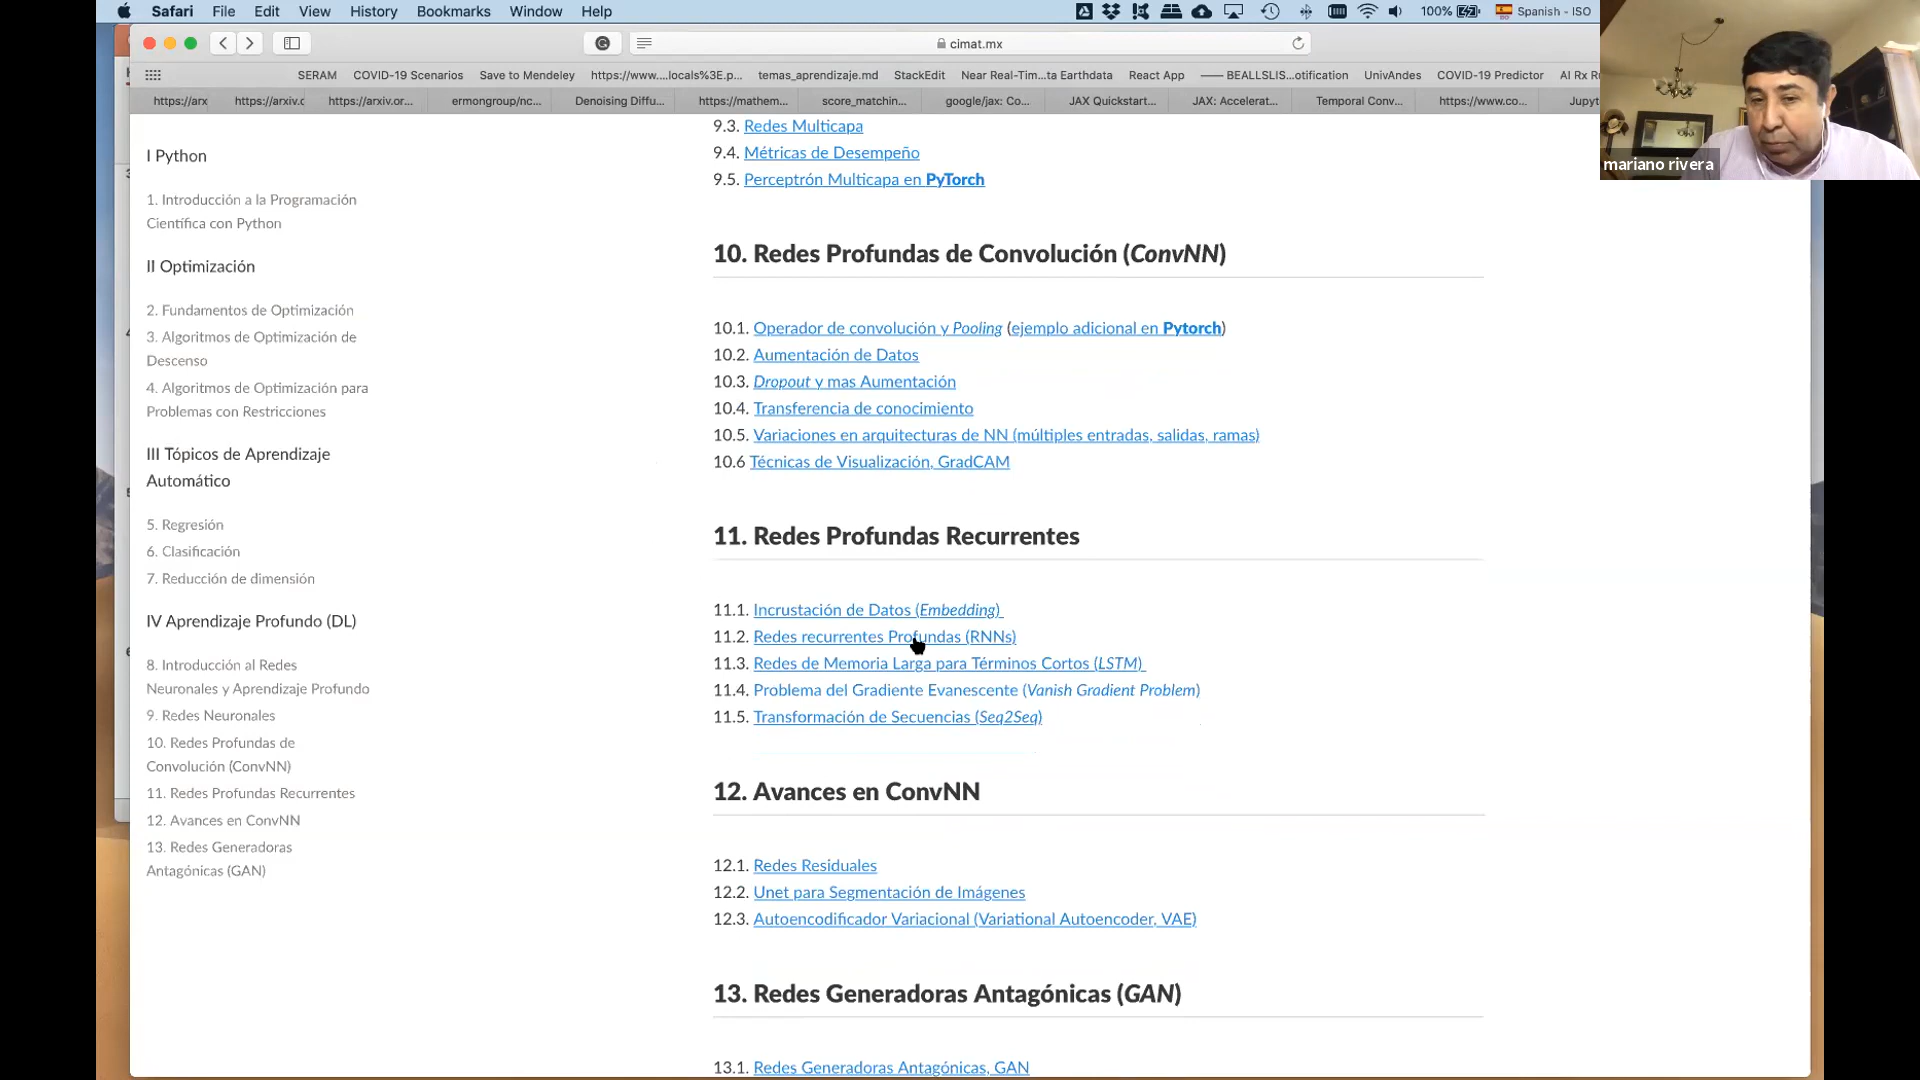 Safari File Edit View History Bookmarks Window Help 100% Spanish - ISO
cimat.mx
SERAM COVID-19 Scenarios Save to Mendeley https://www....locals%3E.p... temas_aprendizaje.md StackEdit Near Real-Tim...ta Earthdata React App —— BEALLSLIS...otification UnivAndes COVID-19 Predictor AI Rx R
https://arx https://arxiv.c https://arxiv.or... ermongroup/nc... Denoising Diffu... https://mathem... score_matchin... google/jax: Co... JAX Quickstart... JAX: Accelerat... Temporal Conv... https://www.co... Jupyt
mariano rivera
I Python
1. Introducción a la Programación
Científica con Python
II Optimización
2. Fundamentos de Optimización
3. Algoritmos de Optimización de
Descenso
4. Algoritmos de Optimización para
Problemas con Restricciones
III Tópicos de Aprendizaje
Automático
5. Regresión
6. Clasificación
7. Reducción de dimensión
IV Aprendizaje Profundo (DL)
8. Introducción al Redes
Neuronales y Aprendizaje Profundo
9. Redes Neuronales
10. Redes Profundas de
Convolución (ConvNN)
11. Redes Profundas Recurrentes
12. Avances en ConvNN
13. Redes Generadoras
Antagónicas (GAN)
9.3. Redes Multicapa
9.4. Métricas de Desempeño
9.5. Perceptrón Multicapa en PyTorch
10. Redes Profundas de Convolución (ConvNN)
10.1. Operador de convolución y Pooling (ejemplo adicional en Pytorch)
10.2. Aumentación de Datos
10.3. Dropout y mas Aumentación
10.4. Transferencia de conocimiento
10.5. Variaciones en arquitecturas de NN (múltiples entradas, salidas, ramas)
10.6 Técnicas de Visualización, GradCAM
11. Redes Profundas Recurrentes
11.1. Incrustación de Datos (Embedding)
11.2. Redes recurrentes Profundas (RNNs)
11.3. Redes de Memoria Larga para Términos Cortos (LSTM)
11.4. Problema del Gradiente Evanescente (Vanish Gradient Problem)
11.5. Transformación de Secuencias (Seq2Seq)
12. Avances en ConvNN
12.1. Redes Residuales
12.2. Unet para Segmentación de Imágenes
12.3. Autoencodificador Variacional (Variational Autoencoder, VAE)
13. Redes Generadoras Antagónicas (GAN)
13.1. Redes Generadoras Antagónicas, GAN